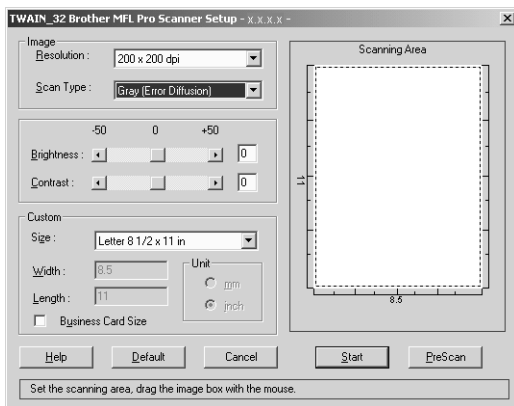 TWAIN_32 Brother MFL Pro Scanner Setup - x.x.x.x -
Image
Resolution : 200 x 200 dpi
Scan Type : Gray (Error Diffusion)
-50 0 +50
Brightness : 0
Contrast : 0
Custom
Size : Letter 8 1/2 x 11 in
Width : 8.5
Length : 11
Unit
mm
inch
Business Card Size
Scanning Area
11
8.5
Help Default Cancel Start PreScan
Set the scanning area, drag the image box with the mouse.